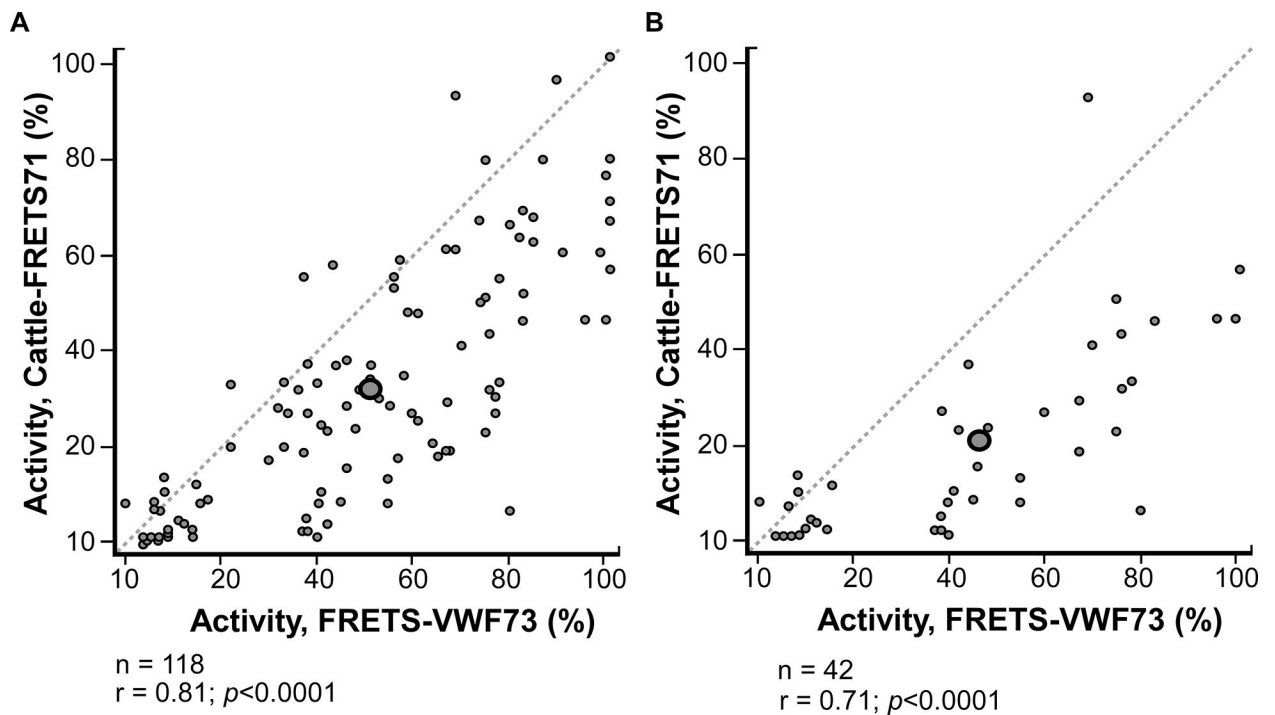 A
Activity, Cattle-FRETS71 (%)
100
80
60
40
20
10
10 20 40 60 80 100
Activity, FRETS-VWF73 (%)
n = 118
r = 0.81; p<0.0001
B
Activity, Cattle-FRETS71 (%)
100
80
60
40
20
10
10 20 40 60 80 100
Activity, FRETS-VWF73 (%)
n = 42
r = 0.71; p<0.0001